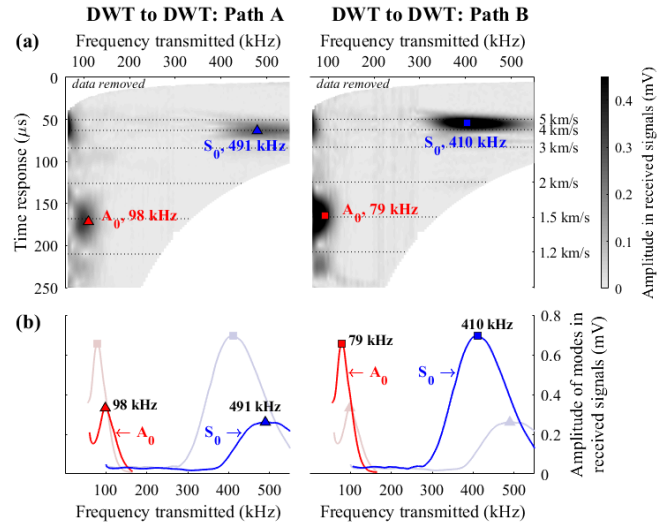 DWT to DWT: Path A
DWT to DWT: Path B
(a)
Frequency transmitted (kHz)
Frequency transmitted (kHz)
100 200 300 400 500
100 200 300 400 500
0
50
100
150
200
250
Time response (μs)
data removed
S0, 491 kHz
A0, 98 kHz
data removed
S0, 410 kHz
A0, 79 kHz
5 km/s
4 km/s
3 km/s
2 km/s
1.5 km/s
1.2 km/s
0.4
0.3
0.2
0.1
0
Amplitude in received signals (mV)
(b)
98 kHz
← A0
S0 →
491 kHz
79 kHz
← A0
S0 →
410 kHz
0.8
0.6
0.4
0.2
0
Amplitude of modes in
received signals (mV)
100 200 300 400 500
100 200 300 400 500
Frequency transmitted (kHz)
Frequency transmitted (kHz)